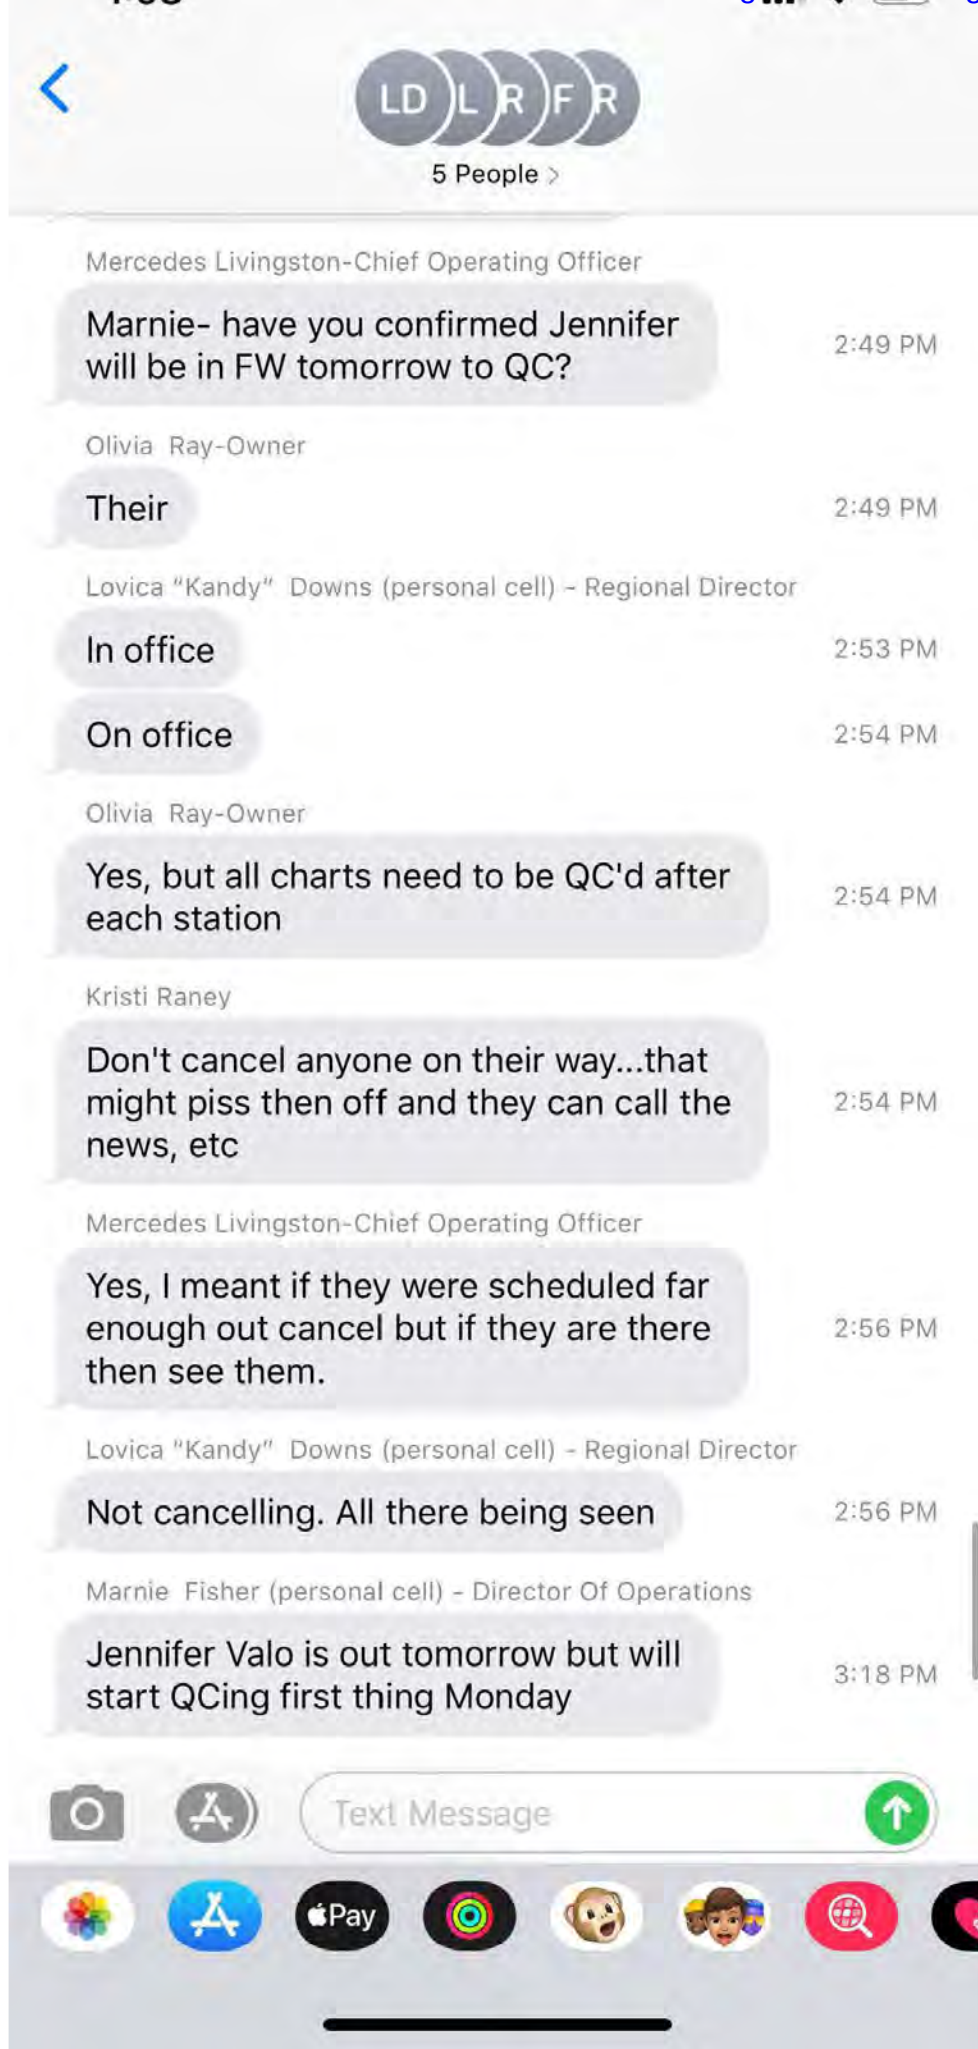 LD L R F R
5 People >
Mercedes Livingston-Chief Operating Officer
Marnie- have you confirmed Jennifer
will be in FW tomorrow to QC?
2:49 PM
Olivia Ray-Owner
Their
2:49 PM
Lovica “Kandy” Downs (personal cell) - Regional Director
In office
2:53 PM
On office
2:54 PM
Olivia Ray-Owner
Yes, but all charts need to be QC'd after
each station
2:54 PM
Kristi Raney
Don't cancel anyone on their way...that
might piss then off and they can call the
news, etc
2:54 PM
Mercedes Livingston-Chief Operating Officer
Yes, I meant if they were scheduled far
enough out cancel but if they are there
then see them.
2:56 PM
Lovica “Kandy” Downs (personal cell) - Regional Director
Not cancelling. All there being seen
2:56 PM
Marnie Fisher (personal cell) - Director Of Operations
Jennifer Valo is out tomorrow but will
start QCing first thing Monday
3:18 PM
Text Message
Pay